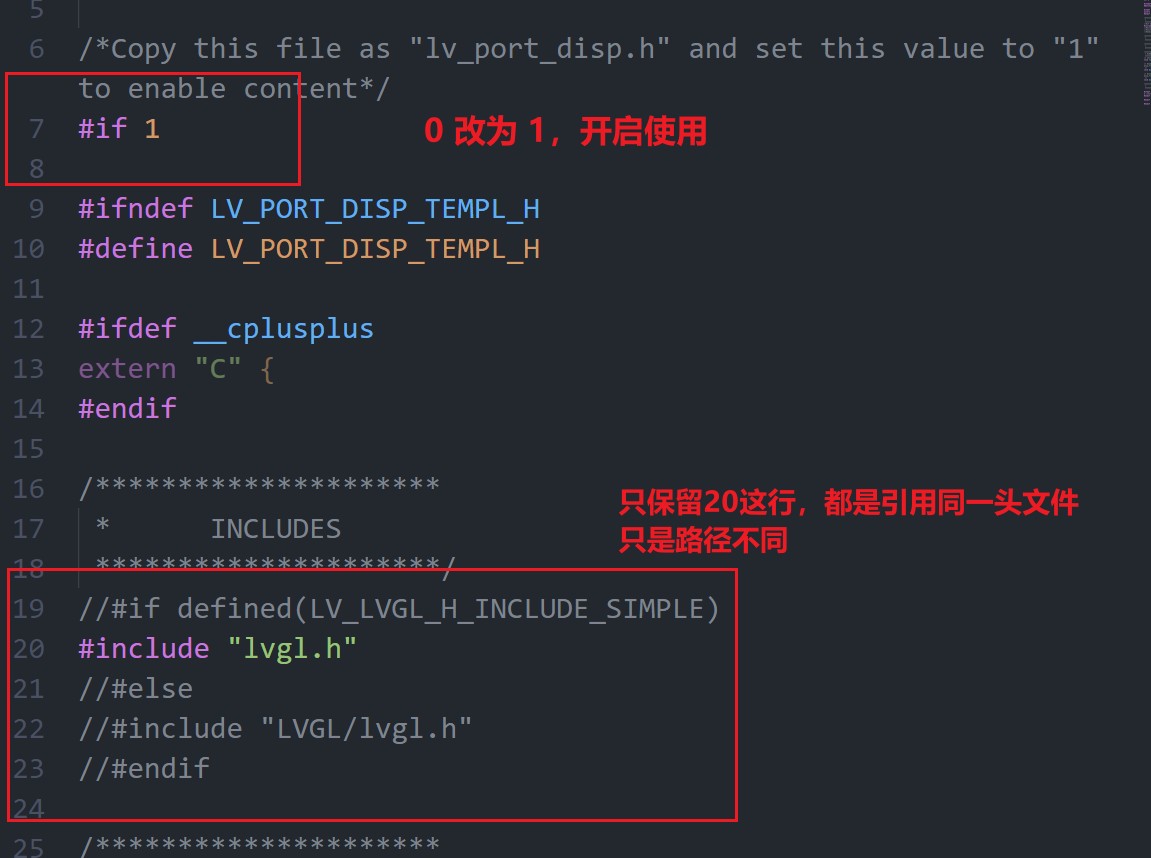 5
6 /*Copy this file as "lv_port_disp.h" and set this value to "1"
to enable content*/
7 #if 1
0 改为 1，开启使用
8
9 #ifndef LV_PORT_DISP_TEMPL_H
10 #define LV_PORT_DISP_TEMPL_H
11
12 #ifdef __cplusplus
13 extern "C" {
14 #endif
15
16 /*********************
17 * INCLUDES
只保留20这行，都是引用同一头文件
只是路径不同
18 *********************/
19 //#if defined(LV_LVGL_H_INCLUDE_SIMPLE)
20 #include "lvgl.h"
21 //#else
22 //#include "LVGL/lvgl.h"
23 //#endif
24
25 /*********************